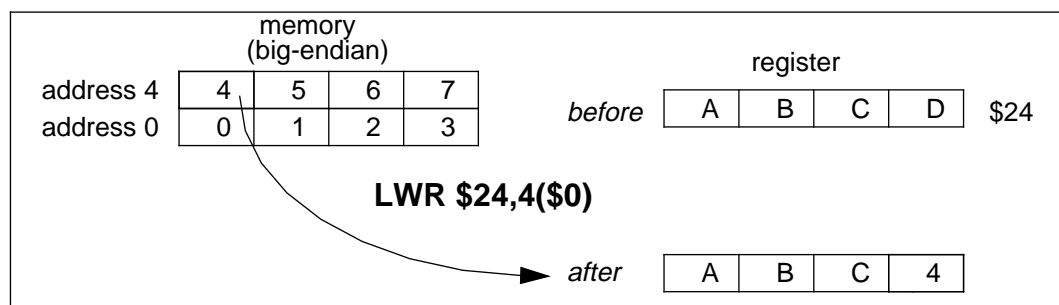 memory
(big-endian)
register
address 4 4 5 6 7
before A B C D $24
address 0 0 1 2 3
LWR $24,4($0)
after A B C 4